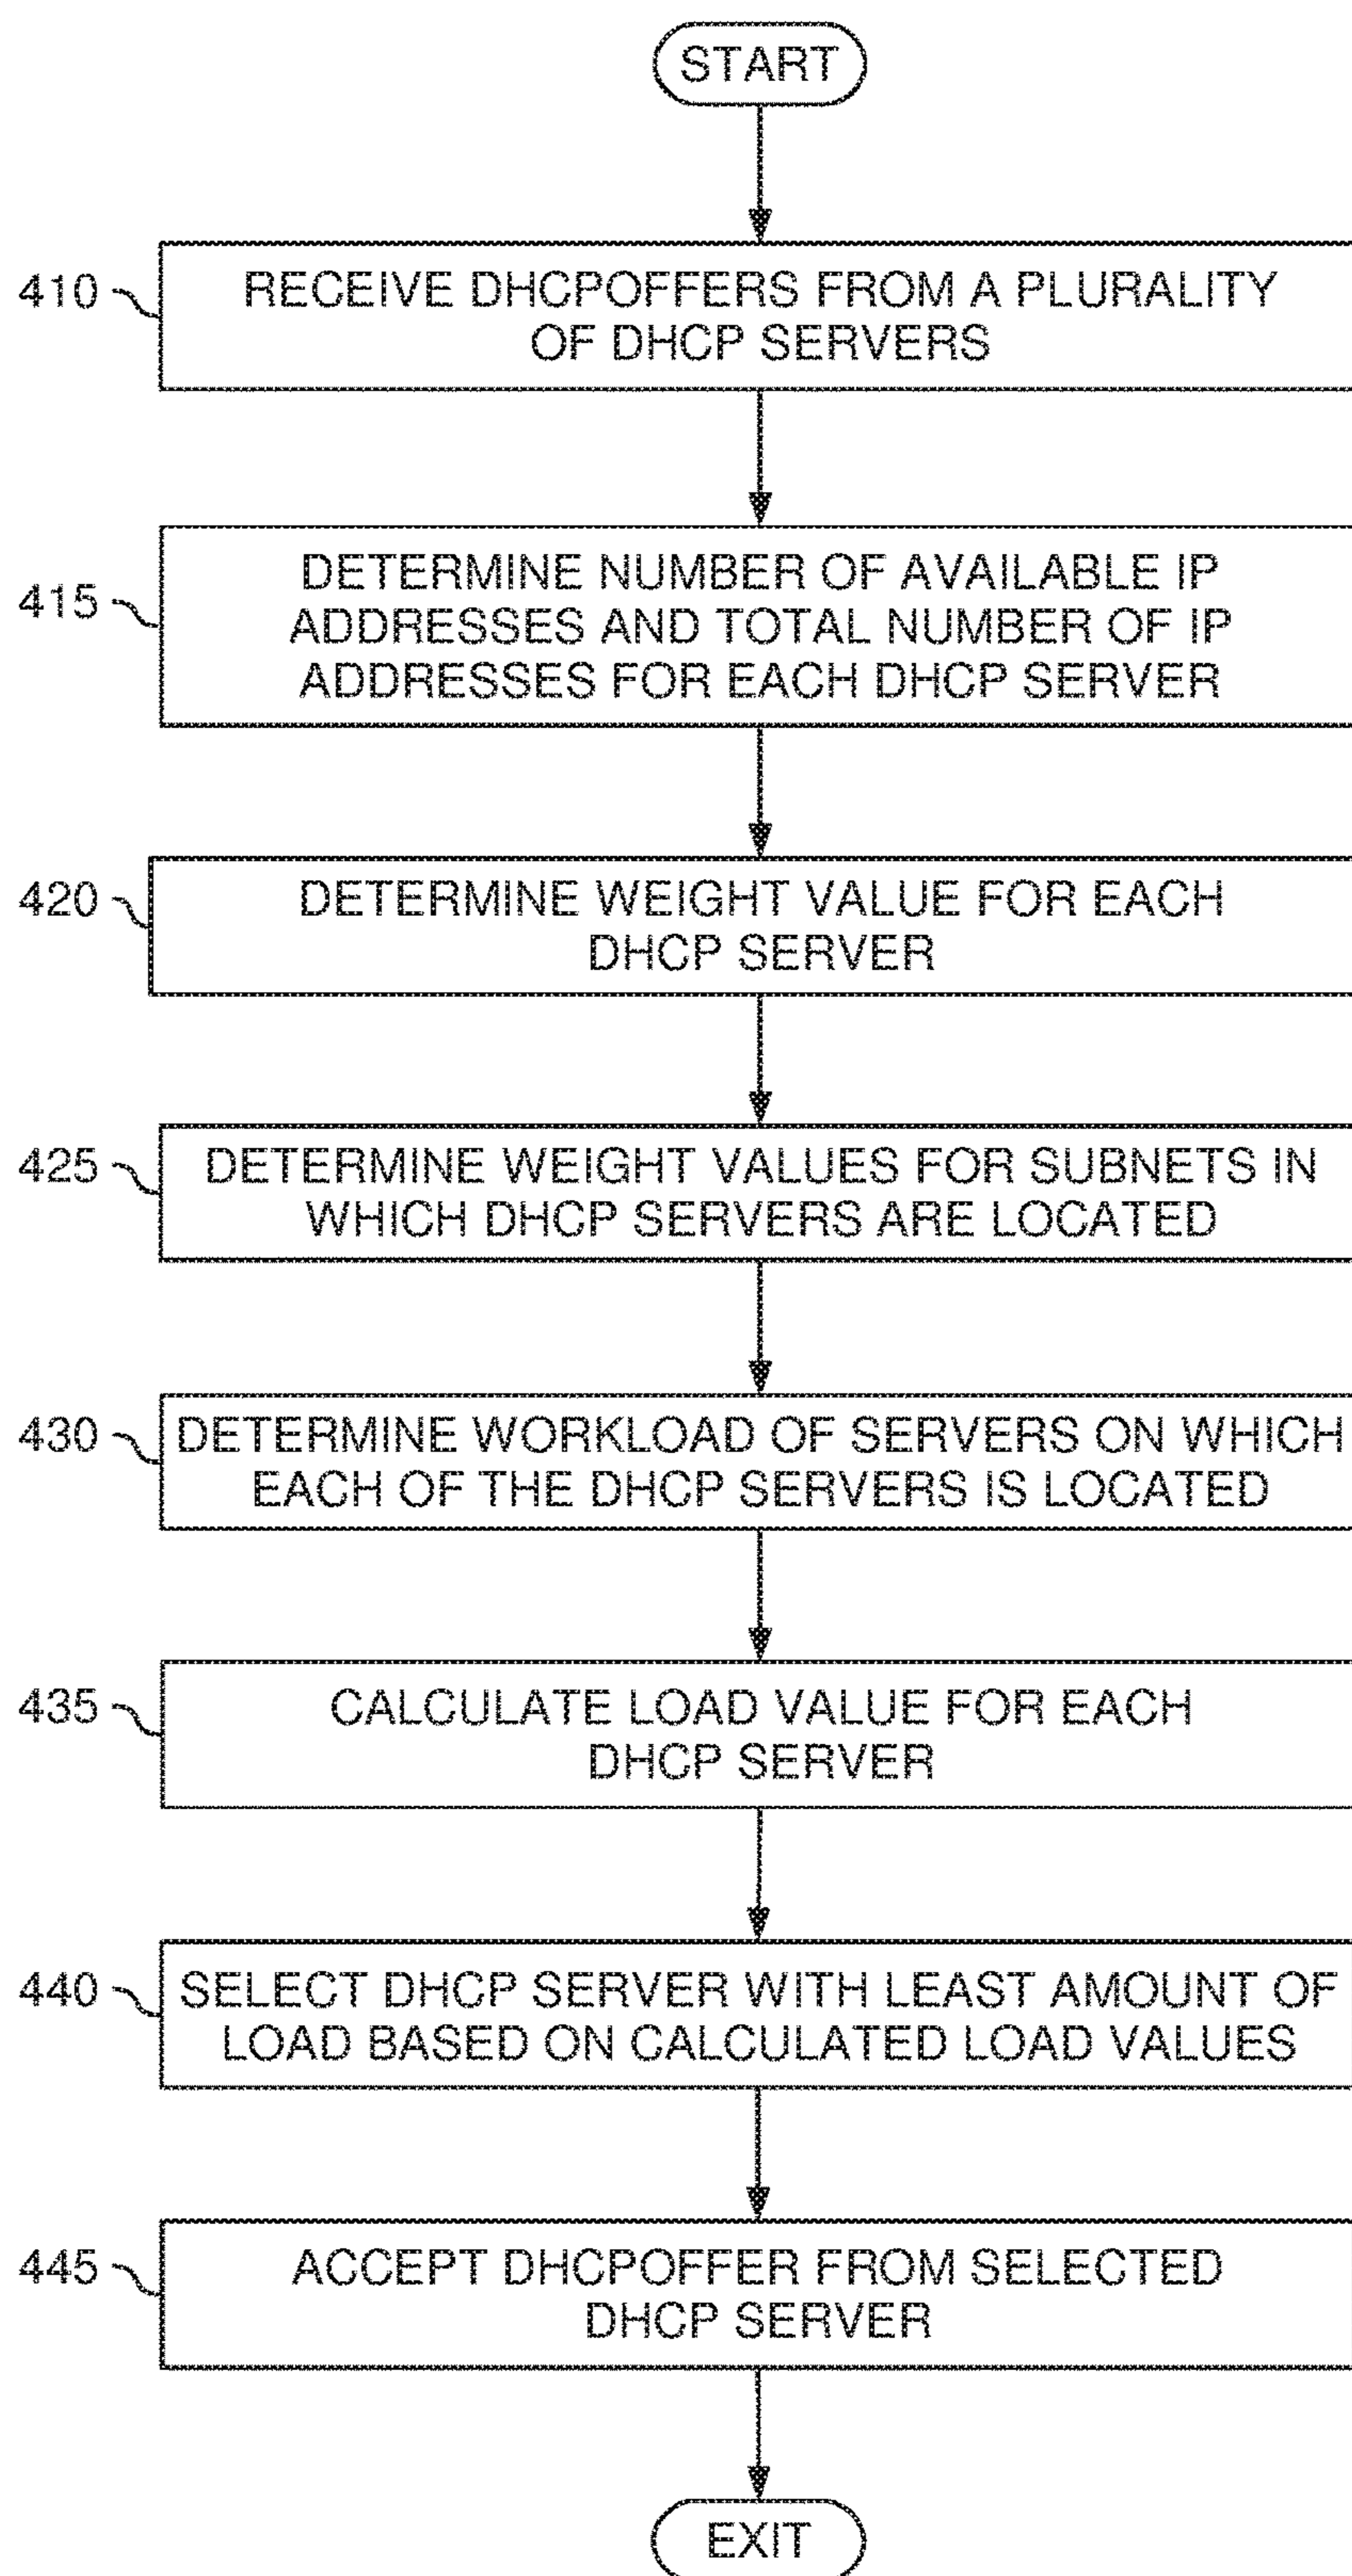 START
410
RECEIVE DHCPOFFERS FROM A PLURALITY
OF DHCP SERVERS
415
DETERMINE NUMBER OF AVAILABLE IP
ADDRESSES AND TOTAL NUMBER OF IP
ADDRESSES FOR EACH DHCP SERVER
420
DETERMINE WEIGHT VALUE FOR EACH
DHCP SERVER
425
DETERMINE WEIGHT VALUES FOR SUBNETS IN
WHICH DHCP SERVERS ARE LOCATED
430
DETERMINE WORKLOAD OF SERVERS ON WHICH
EACH OF THE DHCP SERVERS IS LOCATED
435
CALCULATE LOAD VALUE FOR EACH
DHCP SERVER
440
SELECT DHCP SERVER WITH LEAST AMOUNT OF
LOAD BASED ON CALCULATED LOAD VALUES
445
ACCEPT DHCPOFFER FROM SELECTED
DHCP SERVER
EXIT